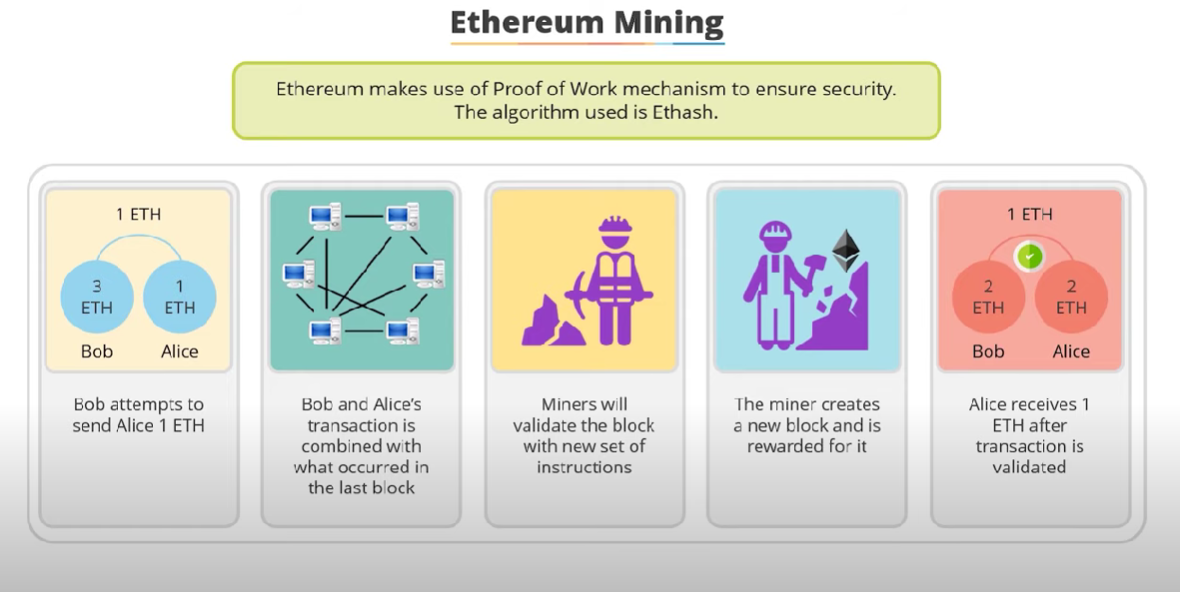 Ethereum Mining
Ethereum makes use of Proof of Work mechanism to ensure security.
The algorithm used is Ethash.
1 ETH
3
ETH
1
ETH
Bob
Alice
Bob attempts to
send Alice 1 ETH
Bob and Alice's
transaction is
combined with
what occurred in
the last block
Miners will
validate the block
with new set of
instructions
The miner creates
a new block and is
rewarded for it
1 ETH
2
ETH
2
ETH
Bob
Alice
Alice receives 1
ETH after
transaction is
validated